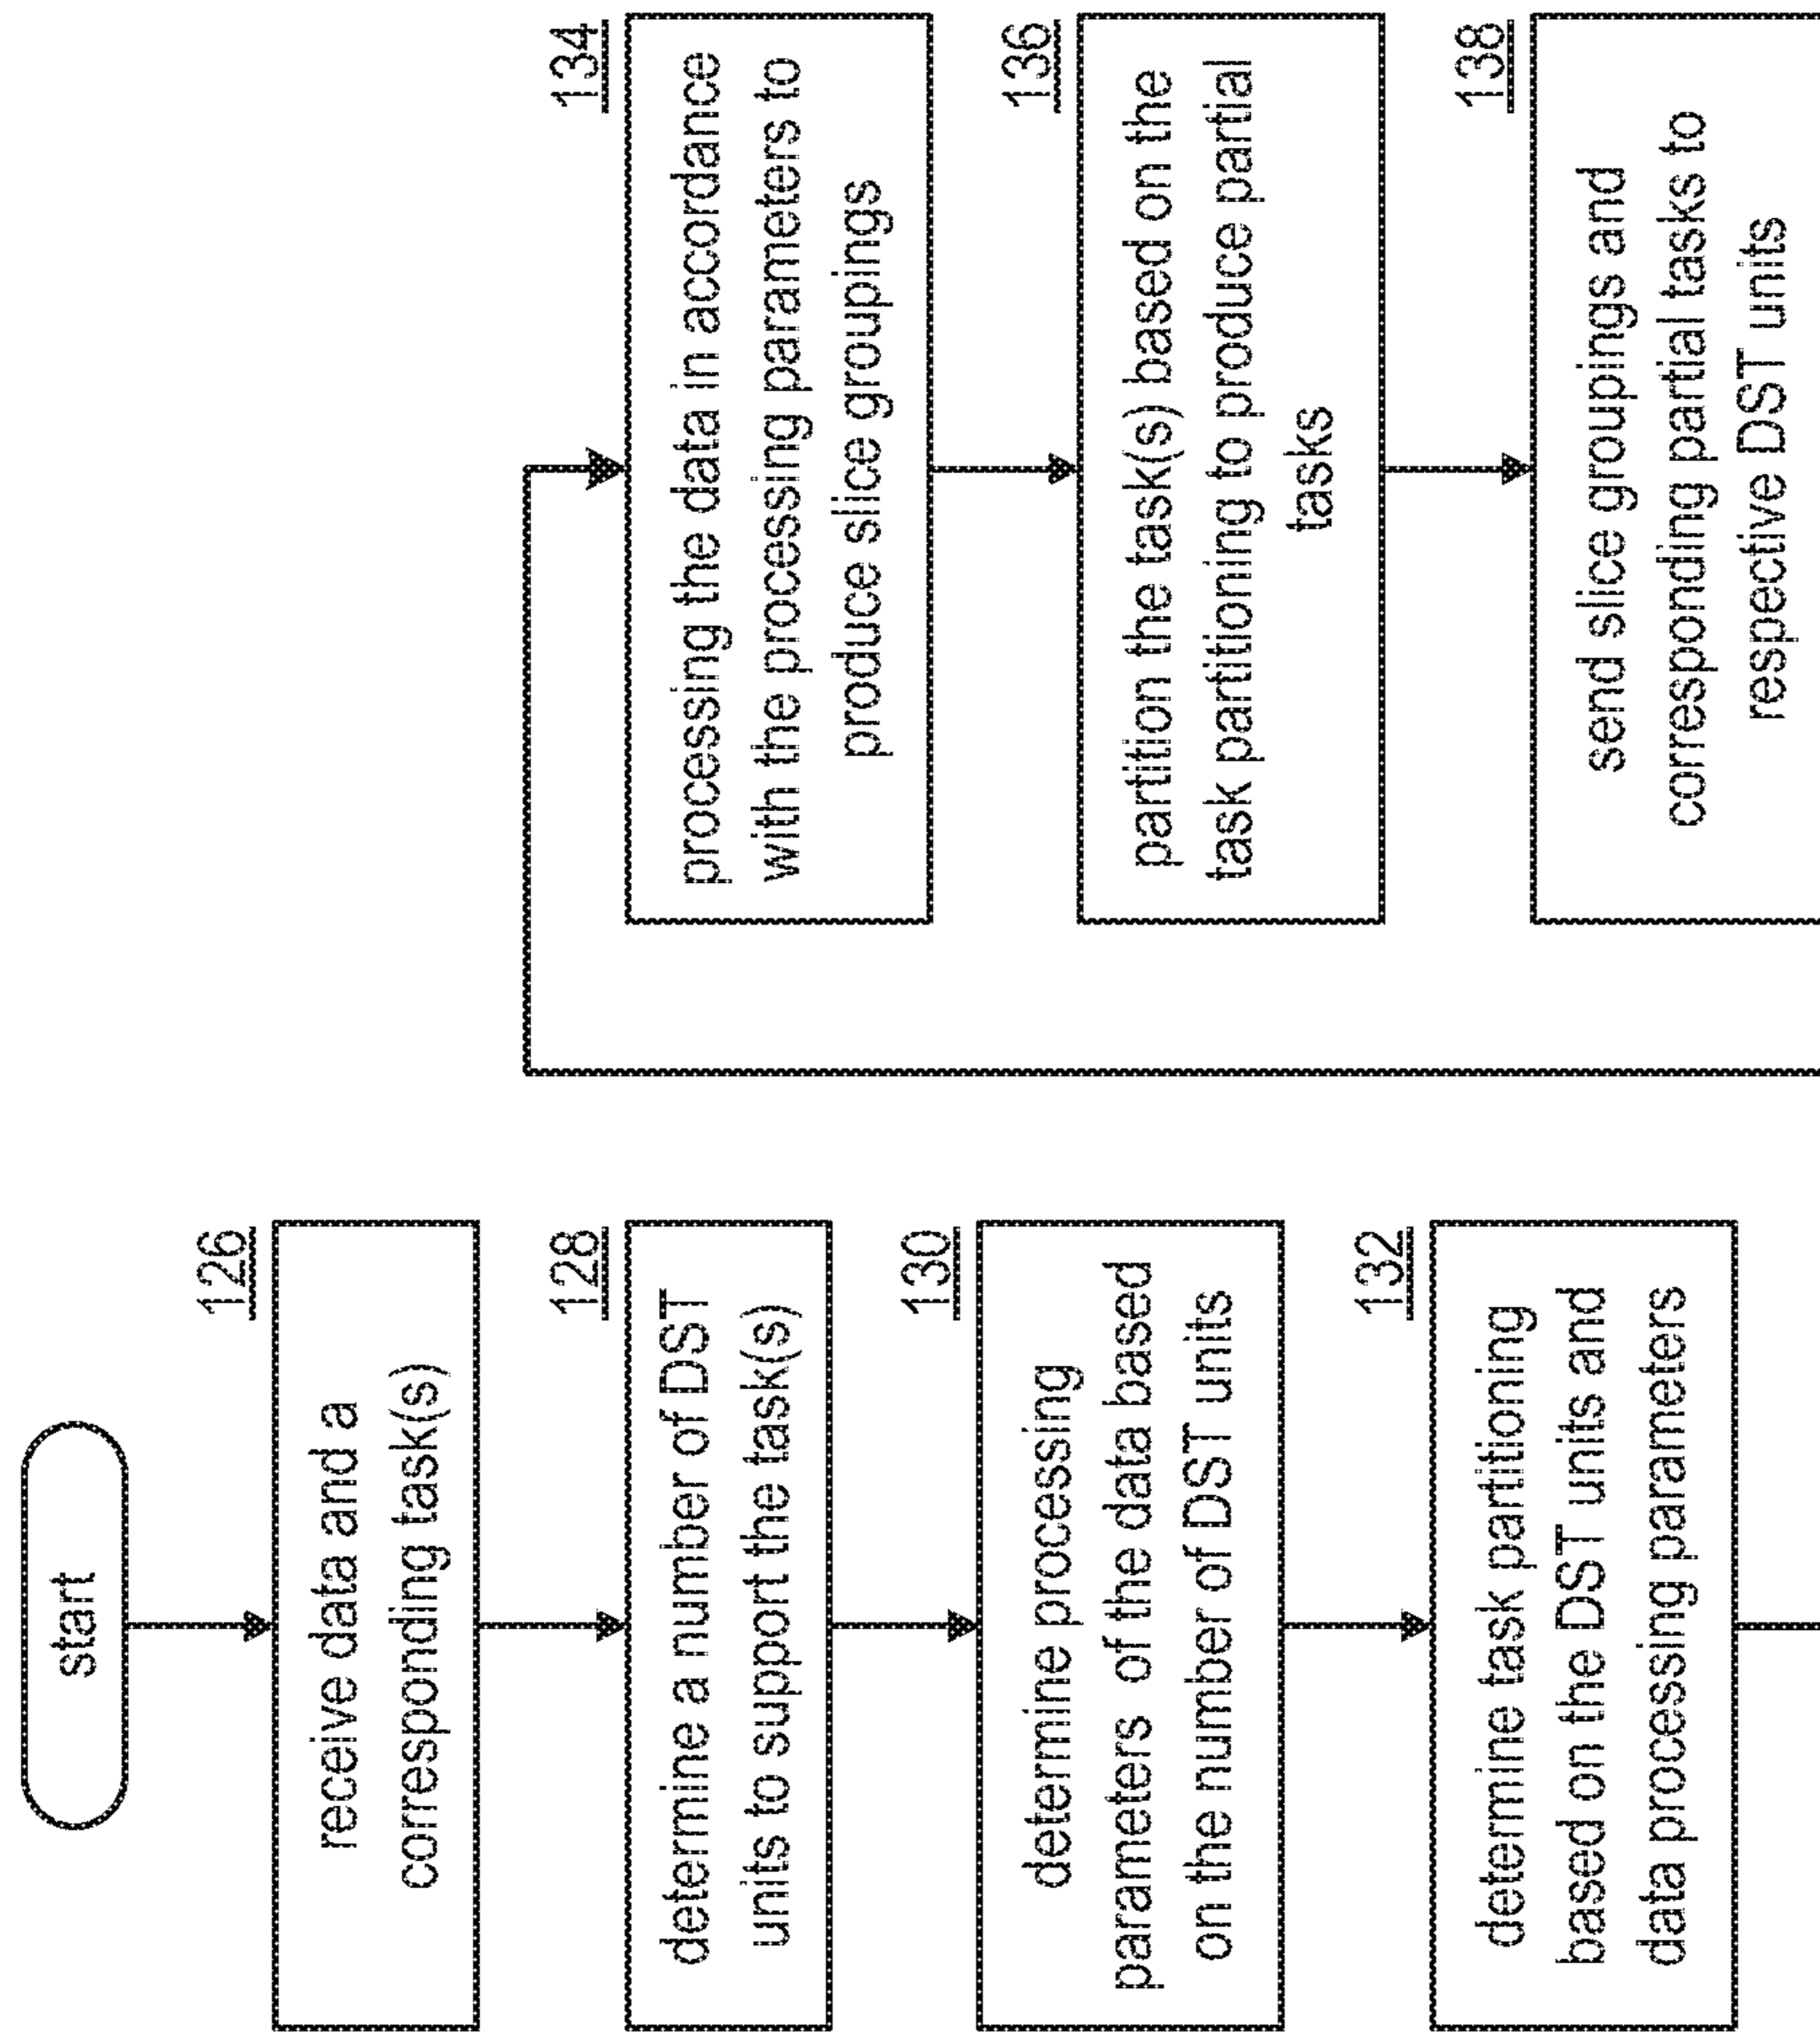 start
126
receive data and a
corresponding task(s)
128
determine a number of DST
units to support the task(s)
130
determine processing
parameters of the data based
on the number of DST units
132
determine task partitioning
based on the DST units and
data processing parameters
134
processing the data in accordance
with the processing parameters to
produce slice groupings
136
partition the task(s) based on the
task partitioning to produce partial
tasks
138
send slice groupings and
corresponding partial tasks to
respective DST units